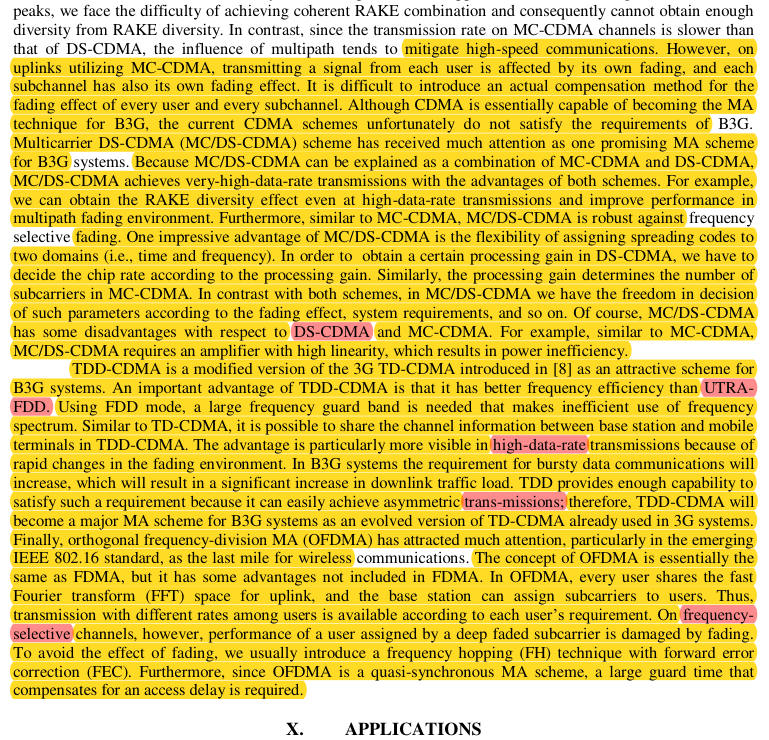 peaks, we face the difficulty of achieving coherent RAKE combination and consequently cannot obtain enough
diversity from RAKE diversity. In contrast, since the transmission rate on MC-CDMA channels is slower than
that of DS-CDMA, the influence of multipath tends to mitigate high-speed communications. However, on
uplinks utilizing MC-CDMA, transmitting a signal from each user is affected by its own fading, and each
subchannel has also its own fading effect. It is difficult to introduce an actual compensation method for the
fading effect of every user and every subchannel. Although CDMA is essentially capable of becoming the MA
technique for B3G, the current CDMA schemes unfortunately do not satisfy the requirements of B3G.
Multicarrier DS-CDMA (MC/DS-CDMA) scheme has received much attention as one promising MA scheme
for B3G systems. Because MC/DS-CDMA can be explained as a combination of MC-CDMA and DS-CDMA,
MC/DS-CDMA achieves very-high-data-rate transmissions with the advantages of both schemes. For example,
we can obtain the RAKE diversity effect even at high-data-rate transmissions and improve performance in
multipath fading environment. Furthermore, similar to MC-CDMA, MC/DS-CDMA is robust against frequency
selective fading. One impressive advantage of MC/DS-CDMA is the flexibility of assigning spreading codes to
two domains (i.e., time and frequency). In order to obtain a certain processing gain in DS-CDMA, we have to
decide the chip rate according to the processing gain. Similarly, the processing gain determines the number of
subcarriers in MC-CDMA. In contrast with both schemes, in MC/DS-CDMA we have the freedom in decision
of such parameters according to the fading effect, system requirements, and so on. Of course, MC/DS-CDMA
has some disadvantages with respect to DS-CDMA and MC-CDMA. For example, similar to MC-CDMA,
MC/DS-CDMA requires an amplifier with high linearity, which results in power inefficiency.
TDD-CDMA is a modified version of the 3G TD-CDMA introduced in [8] as an attractive scheme for
B3G systems. An important advantage of TDD-CDMA is that it has better frequency efficiency than UTRA-
FDD. Using FDD mode, a large frequency guard band is needed that makes inefficient use of frequency
spectrum. Similar to TD-CDMA, it is possible to share the channel information between base station and mobile
terminals in TDD-CDMA. The advantage is particularly more visible in high-data-rate transmissions because of
rapid changes in the fading environment. In B3G systems the requirement for bursty data communications will
increase, which will result in a significant increase in downlink traffic load. TDD provides enough capability to
satisfy such a requirement because it can easily achieve asymmetric trans-missions; therefore, TDD-CDMA will
become a major MA scheme for B3G systems as an evolved version of TD-CDMA already used in 3G systems.
Finally, orthogonal frequency-division MA (OFDMA) has attracted much attention, particularly in the emerging
IEEE 802.16 standard, as the last mile for wireless communications. The concept of OFDMA is essentially the
same as FDMA, but it has some advantages not included in FDMA. In OFDMA, every user shares the fast
Fourier transform (FFT) space for uplink, and the base station can assign subcarriers to users. Thus,
transmission with different rates among users is available according to each user's requirement. On frequency-
selective channels, however, performance of a user assigned by a deep faded subcarrier is damaged by fading.
To avoid the effect of fading, we usually introduce a frequency hopping (FH) technique with forward error
correction (FEC). Furthermore, since OFDMA is a quasi-synchronous MA scheme, a large guard time that
compensates for an access delay is required.
X. APPLICATIONS